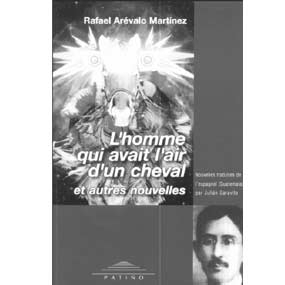 Rafael Arévalo Martínez
L'homme
qui avait l'air
d'un cheval
et autres nouvelles
Nouvelles traduites de
l'espagnol (Guatemala)
par Julián Garavito
PATIÑO